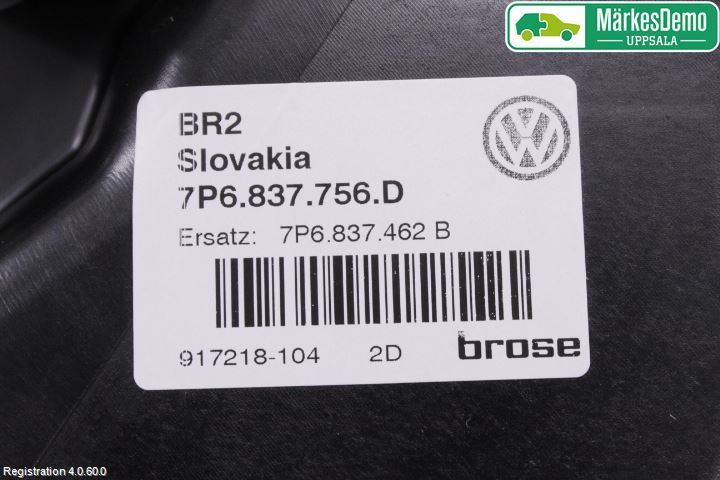 MärkesDemo
UPPSALA
BR2
Slovakia
7P6.837.756.D
Ersatz: 7P6.837.462 B
917218-104 2D brose
Registration 4.0.60.0